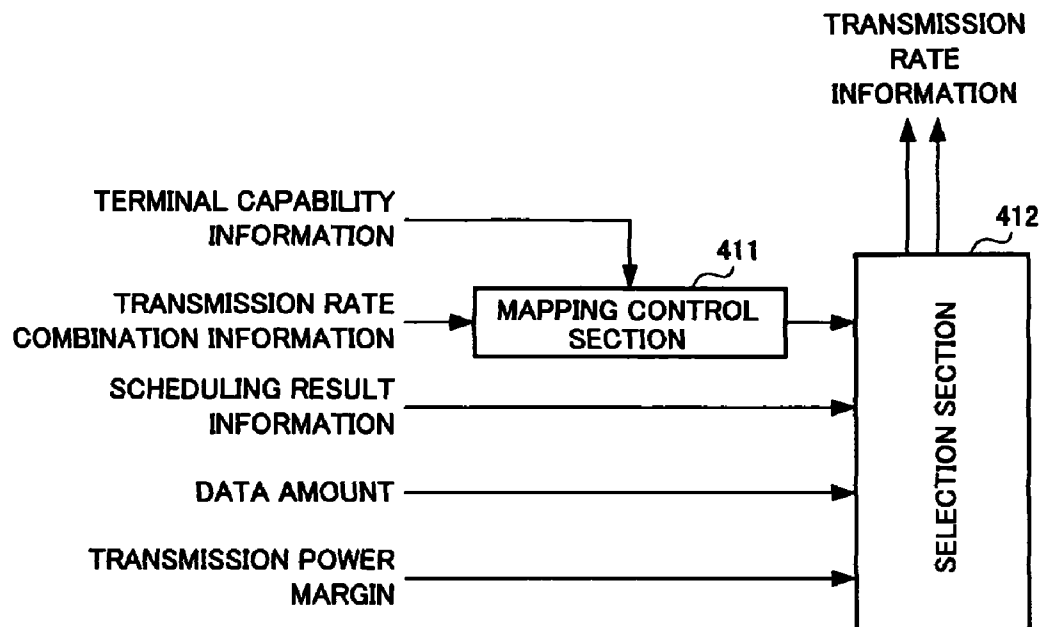 TRANSMISSION
RATE
INFORMATION
TERMINAL CAPABILITY
INFORMATION
411
412
TRANSMISSION RATE
COMBINATION INFORMATION
MAPPING CONTROL
SECTION
SCHEDULING RESULT
INFORMATION
DATA AMOUNT
TRANSMISSION POWER
MARGIN
SELECTION SECTION